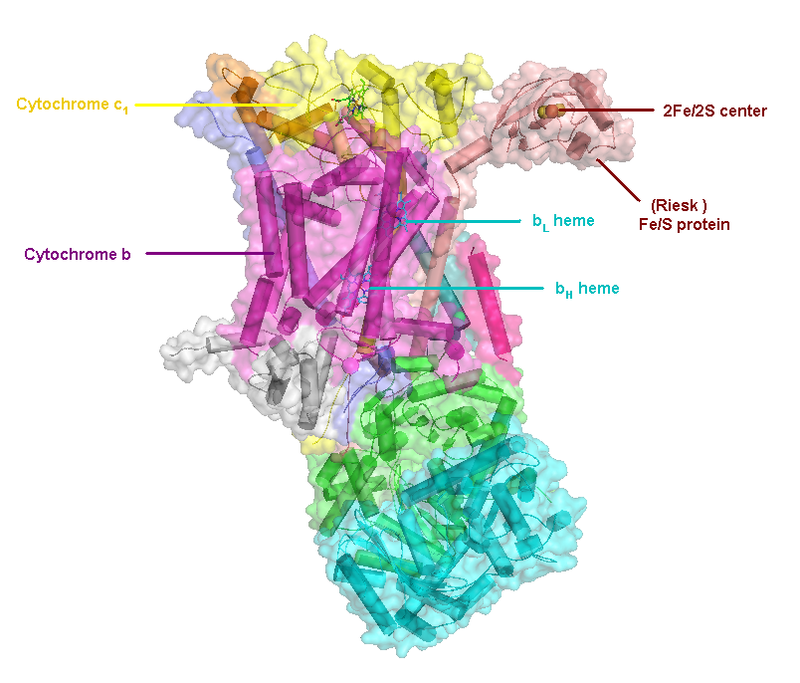 Cytochrome c1
2Fe/2S center
(Riesk )
Fe/S protein
bL heme
Cytochrome b
bH heme